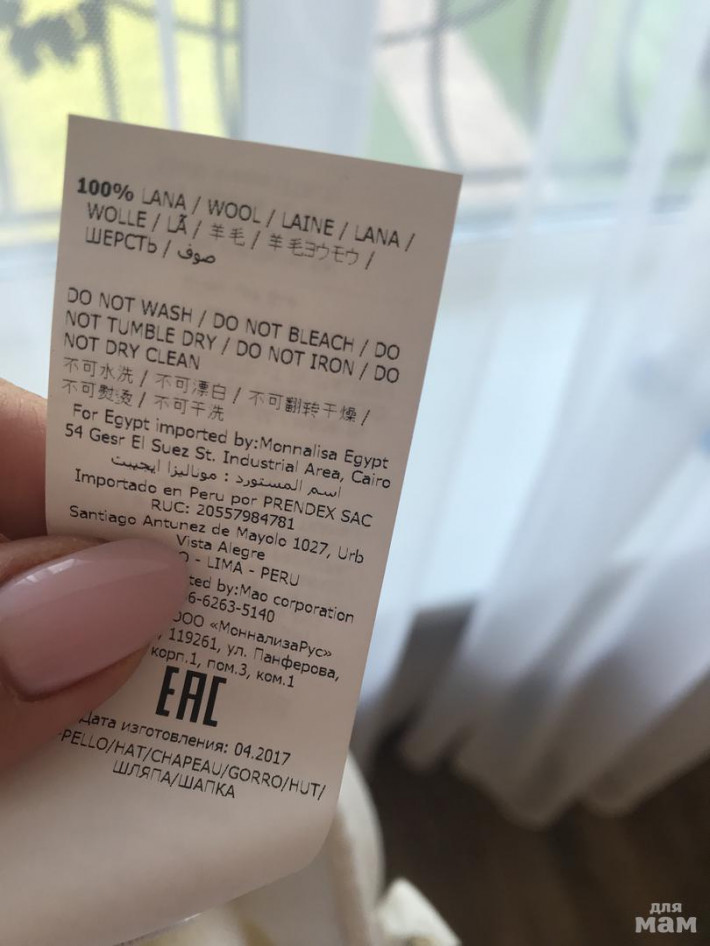 100% LANA / WOOL / LAINE / LANA /
WOLLE / LÃ / 羊毛 / 羊毛ヨウモウ /
ШЕРСТЬ / صوف
DO NOT WASH / DO NOT BLEACH / DO
NOT TUMBLE DRY / DO NOT IRON / DO
NOT DRY CLEAN
不可水洗 / 不可漂白 / 不可翻转干燥 /
不可熨烫 / 不可干洗
For Egypt imported by:Monnalisa Egypt
54 Gesr El Suez St. Industrial Area, Cairo
اسم المستورد : موناليزا ايجيبت
Importado en Peru por PRENDEX SAC
RUC: 20557984781
Santiago Antunez de Mayolo 1027, Urb
Vista Alegre
- LIMA - PERU
by:Mao corporation
6-6263-5140
ООО «МонналиzаРус»
, 119261, ул. Панферова,
корп.1, пом.3, ком.1
EAC
Дата изготовления: 04.2017
PELLO/HAT/CHAPEAU/GORRO/HUT/
ШЛЯПА/ШАПКА
для
мам